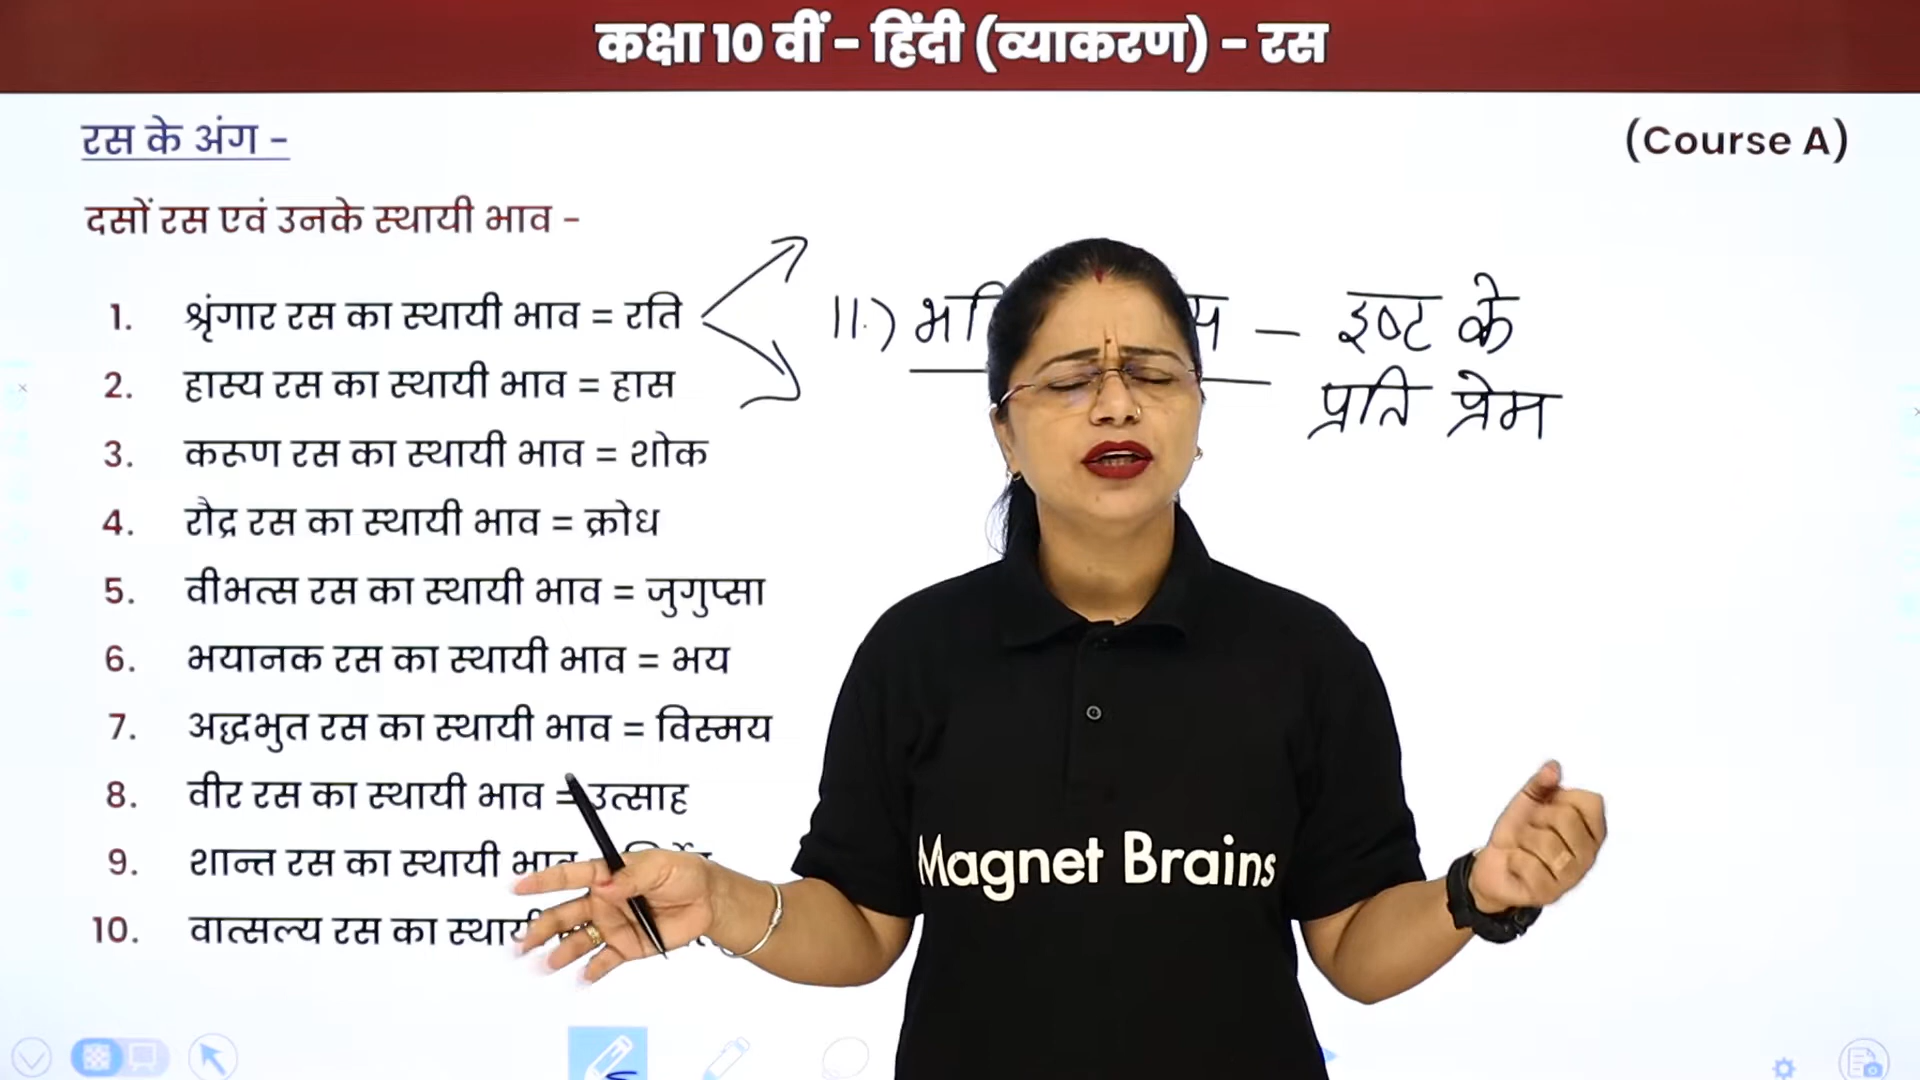 कक्षा 10 वीं - हिंदी (व्याकरण) - रस
रस के अंग -
(Course A)
दसों रस एवं उनके स्थायी भाव -
1. श्रृंगार रस का स्थायी भाव = रति
2. हास्य रस का स्थायी भाव = हास
3. करूण रस का स्थायी भाव = शोक
4. रौद्र रस का स्थायी भाव = क्रोध
5. वीभत्स रस का स्थायी भाव = जुगुप्सा
6. भयानक रस का स्थायी भाव = भय
7. अद्धभुत रस का स्थायी भाव = विस्मय
8. वीर रस का स्थायी भाव = उत्साह
9. शान्त रस का स्थायी भाव
10. वात्सल्य रस का
11.) — इष्ट के
प्रति प्रेम
Magnet Brains